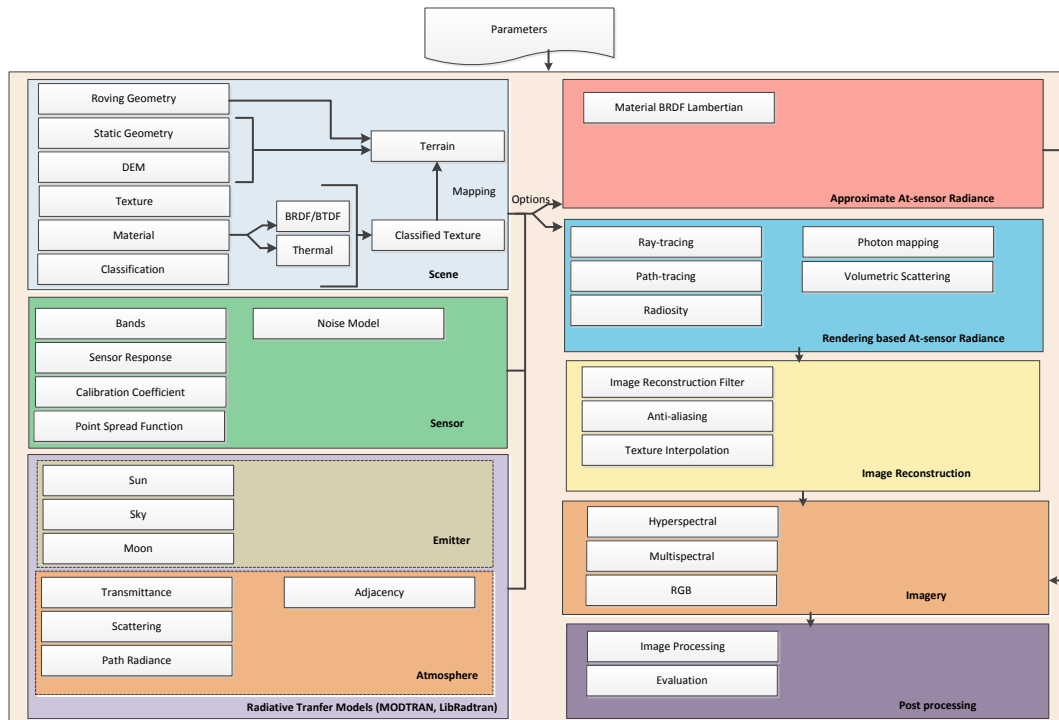 Parameters
Roving Geometry
Static Geometry
DEM
Texture
Material
Classification
BRDF/BTDF
Thermal
Terrain
Mapping
Classified Texture
Scene
Options
Bands
Noise Model
Sensor Response
Calibration Coefficient
Point Spread Function
Sensor
Sun
Sky
Moon
Emitter
Transmittance
Adjacency
Scattering
Path Radiance
Atmosphere
Radiative Tranfer Models (MODTRAN, LibRadtran)
Material BRDF Lambertian
Approximate At-sensor Radiance
Ray-tracing
Photon mapping
Path-tracing
Volumetric Scattering
Radiosity
Rendering based At-sensor Radiance
Image Reconstruction Filter
Anti-aliasing
Texture Interpolation
Image Reconstruction
Hyperspectral
Multispectral
RGB
Imagery
Image Processing
Evaluation
Post processing